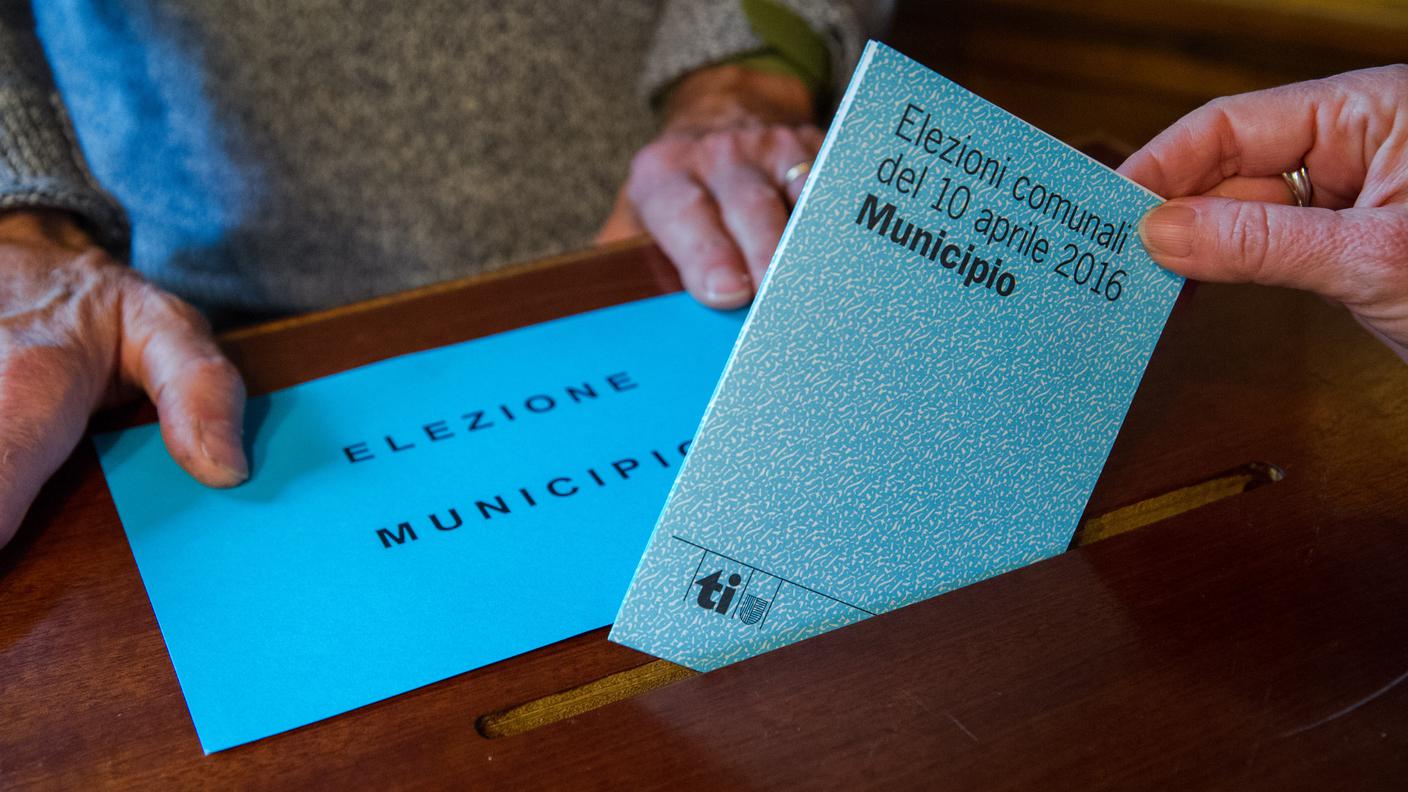 Elezioni comunali
del 10 aprile 2016
Municipio
ti
ELEZIONE
MUNICIPIO